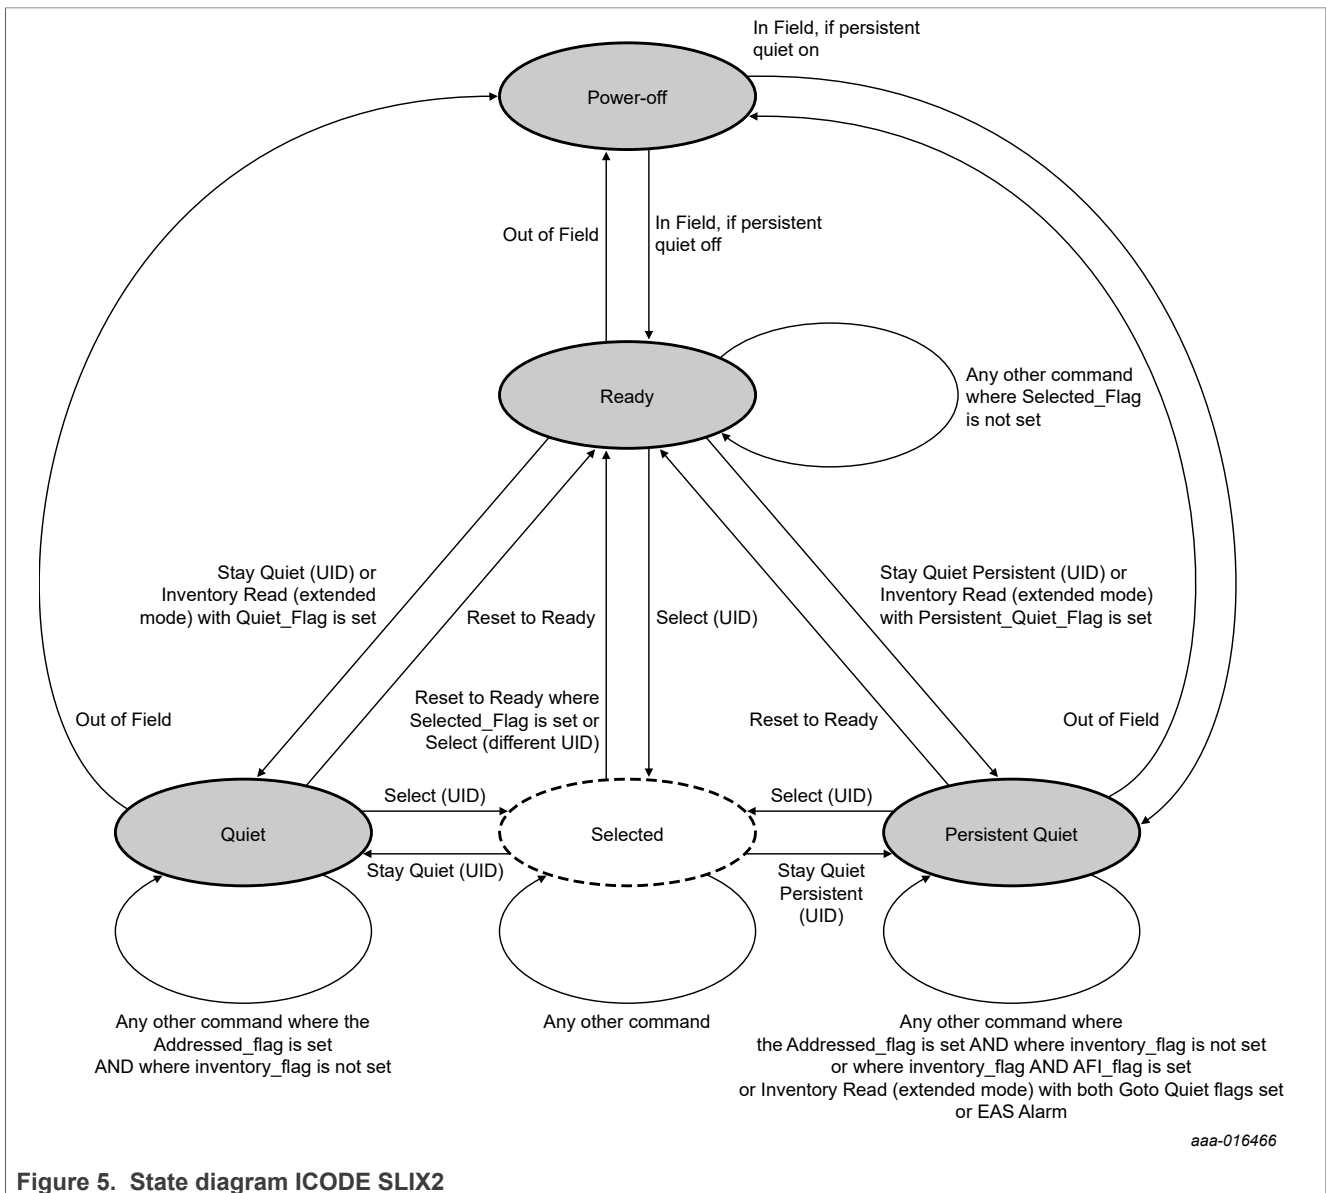 In Field, if persistent
quiet on
Power-off
Out of Field
In Field, if persistent
quiet off
Ready
Any other command
where Selected_Flag
is not set
Stay Quiet (UID) or
Inventory Read (extended
mode) with Quiet_Flag is set
Reset to Ready
Select (UID)
Stay Quiet Persistent (UID) or
Inventory Read (extended mode)
with Persistent_Quiet_Flag is set
Out of Field
Reset to Ready where
Selected_Flag is set or
Select (different UID)
Reset to Ready
Out of Field
Quiet
Select (UID)
Stay Quiet (UID)
Selected
Select (UID)
Stay Quiet
Persistent
(UID)
Persistent Quiet
Any other command where the
Addressed_flag is set
AND where inventory_flag is not set
Any other command
Any other command where
the Addressed_flag is set AND where inventory_flag is not set
or where inventory_flag AND AFI_flag is set
or Inventory Read (extended mode) with both Goto Quiet flags set
or EAS Alarm
aaa-016466
Figure 5. State diagram ICODE SLIX2